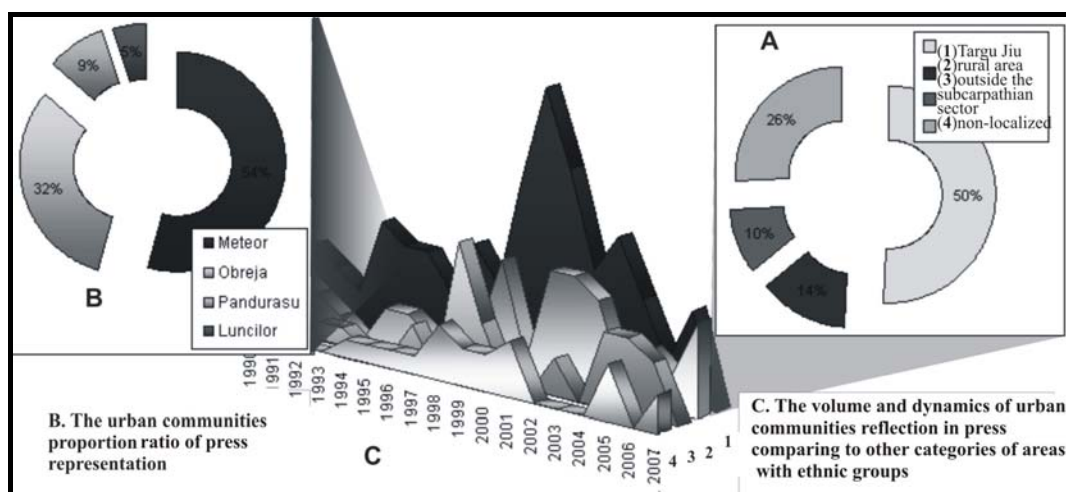 5%
9%
32%
54%
Meteor
Obreja
Pandurasu
Luncilor
B
A
(1)Targu Jiu
(2)rural area
(3)outside the
subcarpathian
sector
(4)non-localized
26%
50%
10%
14%
1990
1991
1992
1993
1994
1995
1996
1997
1998
1999
2000
2001
2002
2003
2004
2005
2006
2007
4
3
2
1
B. The urban communities
proportion ratio of press
representation
C
C. The volume and dynamics of urban
communities reflection in press
comparing to other categories of areas
with ethnic groups